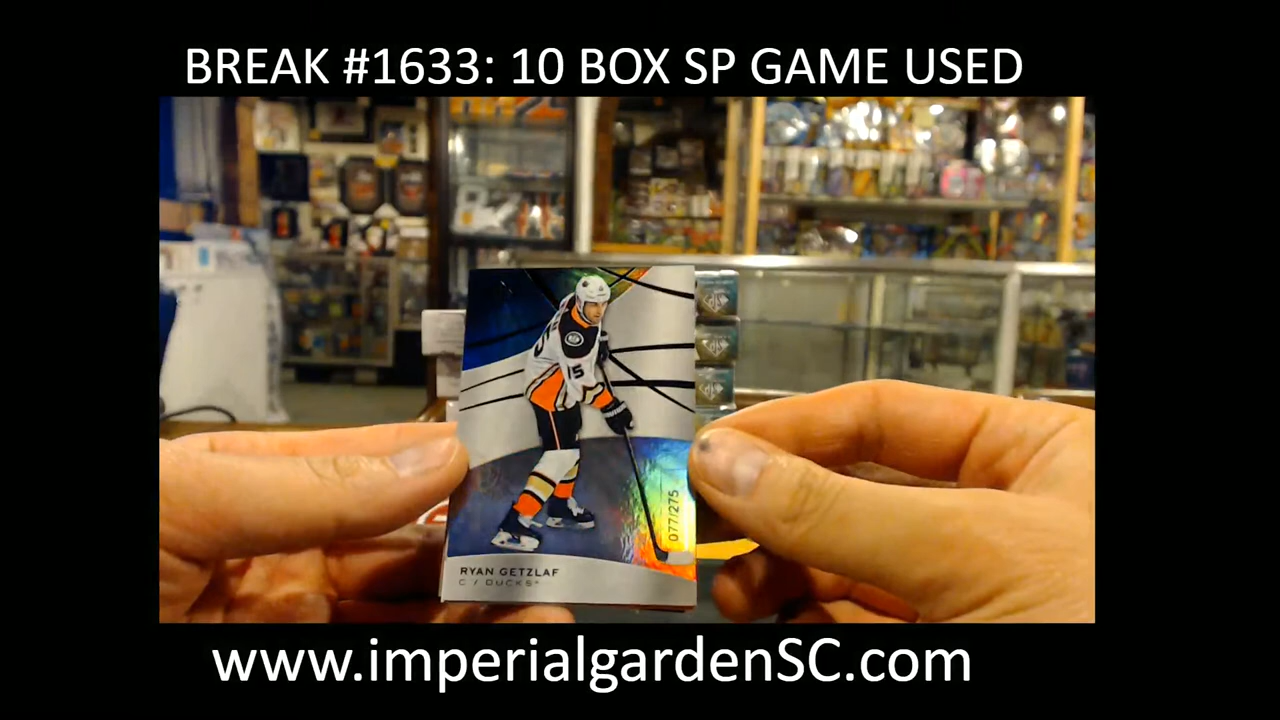 BREAK #1633: 10 BOX SP GAME USED
15
077/275
RYAN GETZLAF
C / DUCKS
www.imperialgardenSC.com